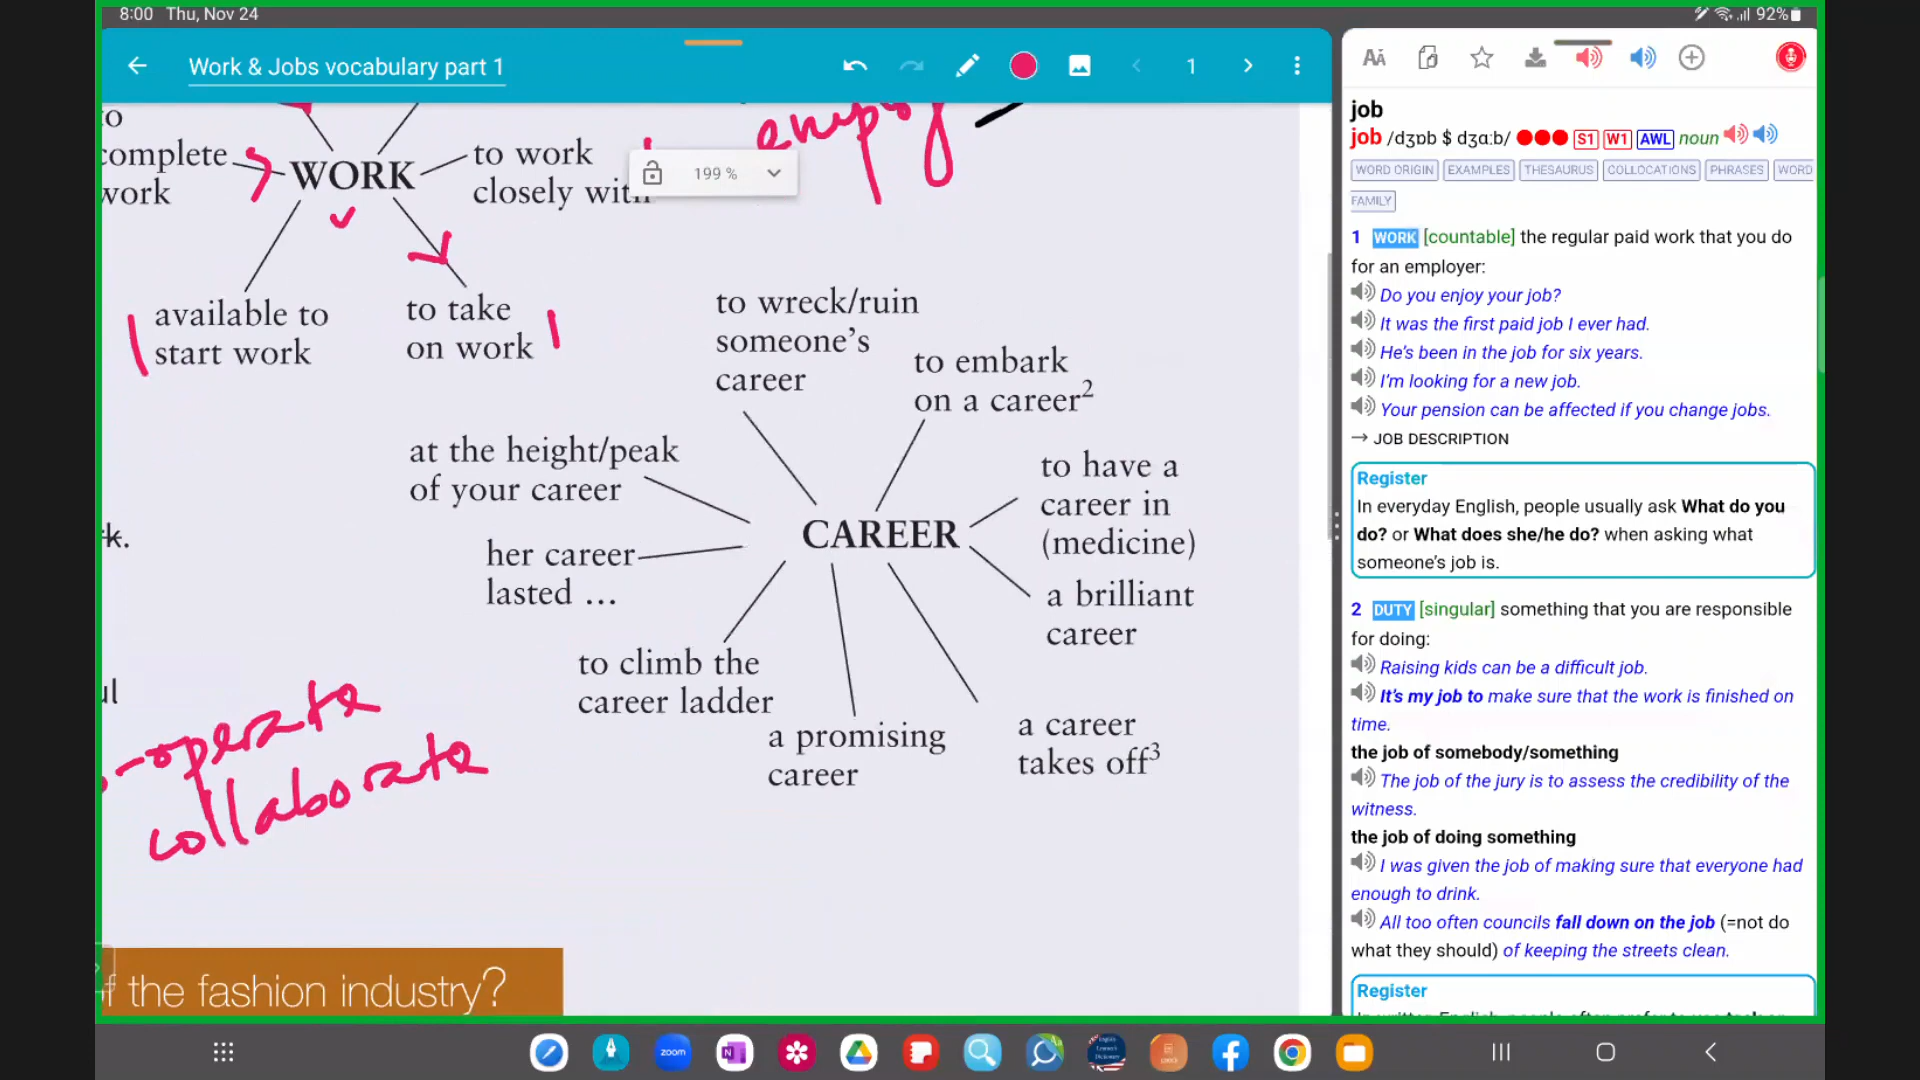 8:00 Thu, Nov 24
92%
Work & Jobs vocabulary part 1
1
to
complete
work
WORK
to work
closely with
199 %
employ
available to
start work
to take
on work
to wreck/ruin
someone's
career
to embark
on a career2
at the height/peak
of your career
to have a
career in
(medicine)
CAREER
her career
lasted ...
a brilliant
career
to climb the
career ladder
a promising
career
a career
takes off3
k.
ul
-operate
collaborate
f the fashion industry?
job
job /dʒɒb $ dʒɑːb/ S1 W1 AWL noun
WORD ORIGIN EXAMPLES THESAURUS COLLOCATIONS PHRASES WORD
FAMILY
1 WORK [countable] the regular paid work that you do
for an employer:
Do you enjoy your job?
It was the first paid job I ever had.
He's been in the job for six years.
I'm looking for a new job.
Your pension can be affected if you change jobs.
→ JOB DESCRIPTION
Register
In everyday English, people usually ask What do you
do? or What does she/he do? when asking what
someone's job is.
2 DUTY [singular] something that you are responsible
for doing:
Raising kids can be a difficult job.
It's my job to make sure that the work is finished on
time.
the job of somebody/something
The job of the jury is to assess the credibility of the
witness.
the job of doing something
I was given the job of making sure that everyone had
enough to drink.
All too often councils fall down on the job (=not do
what they should) of keeping the streets clean.
Register
zoom